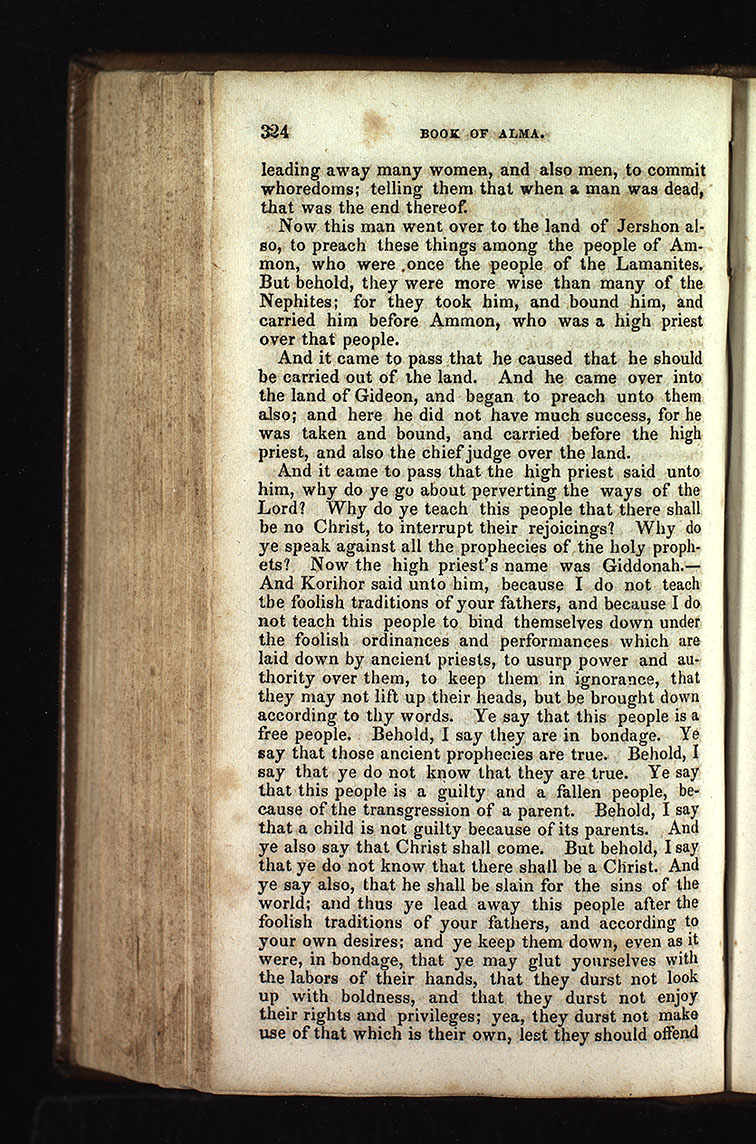 324 BOOK OF ALMA.
leading away many women, and also men, to commit
whoredoms; telling them that when a man was dead,
that was the end thereof.
Now this man went over to the land of Jershon al-
so, to preach these things among the people of Am-
mon, who were once the people of the Lamanites.
But behold, they were more wise than many of the
Nephites; for they took him, and bound him, and
carried him before Ammon, who was a high priest
over that people.
And it came to pass that he caused that he should
be carried out of the land. And he came over into
the land of Gideon, and began to preach unto them
also; and here he did not have much success, for he
was taken and bound, and carried before the high
priest, and also the chief judge over the land.
And it came to pass that the high priest said unto
him, why do ye go about perverting the ways of the
Lord? Why do ye teach this people that there shall
be no Christ, to interrupt their rejoicings? Why do
ye speak against all the prophecies of the holy proph-
ets? Now the high priest's name was Giddonah.—
And Korihor said unto him, because I do not teach
the foolish traditions of your fathers, and because I do
not teach this people to bind themselves down under
the foolish ordinances and performances which are
laid down by ancient priests, to usurp power and au-
thority over them, to keep them in ignorance, that
they may not lift up their heads, but be brought down
according to thy words. Ye say that this people is a
free people. Behold, I say they are in bondage. Ye
say that those ancient prophecies are true. Behold, I
say that ye do not know that they are true. Ye say
that this people is a guilty and a fallen people, be-
cause of the transgression of a parent. Behold, I say
that a child is not guilty because of its parents. And
ye also say that Christ shall come. But behold, I say
that ye do not know that there shall be a Christ. And
ye say also, that he shall be slain for the sins of the
world; and thus ye lead away this people after the
foolish traditions of your fathers, and according to
your own desires; and ye keep them down, even as it
were, in bondage, that ye may glut yourselves with
the labors of their hands, that they durst not look
up with boldness, and that they durst not enjoy
their rights and privileges; yea, they durst not make
use of that which is their own, lest they should offend